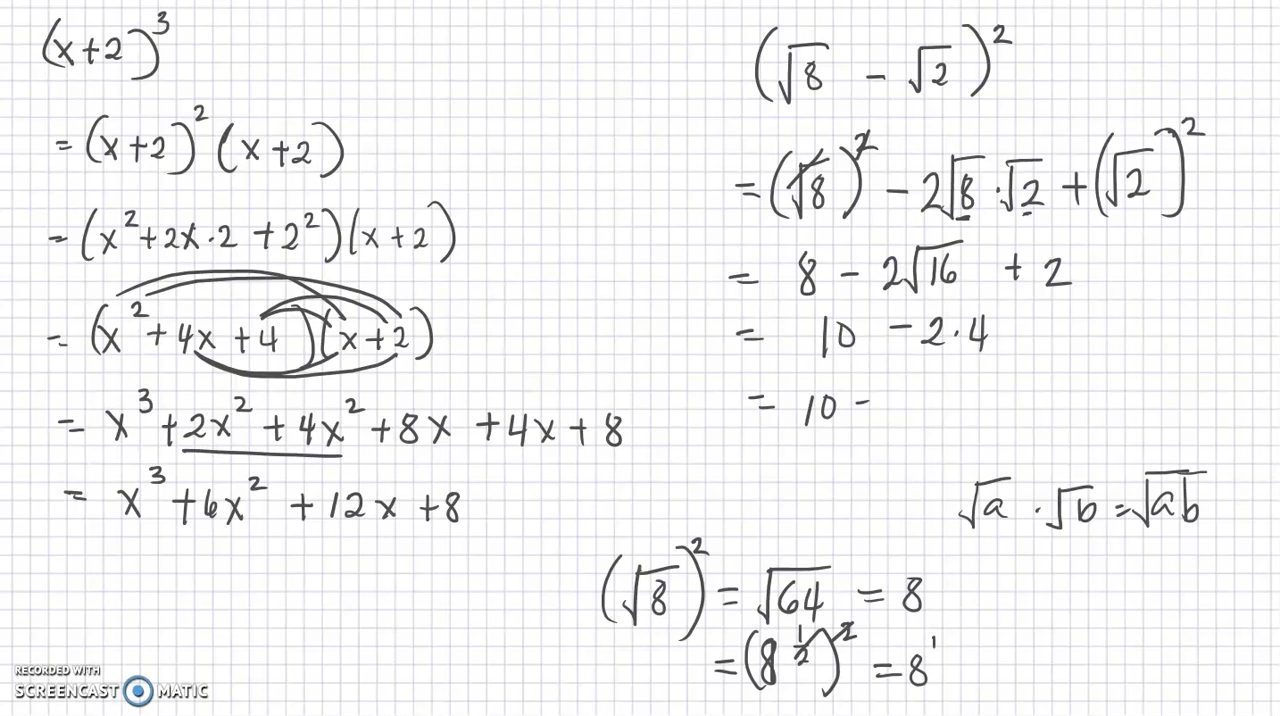 (x+2)³
= (x+2)² (x+2)
= (x²+2x·2 +2²)(x+2)
= (x² + 4x + 4)(x+2)
= x³ + 2x² + 4x² + 8x + 4x + 8
= x³ + 6x² + 12x + 8
(√8 - √2)²
= (√8)² - 2√8·√2 + (√2)²
= 8 - 2√16 + 2
= 10 - 2·4
= 10 -
√a · √b = √ab
(√8)² = √64 = 8
= (8^½)² = 8¹
RECORDED WITH
SCREENCAST MATIC